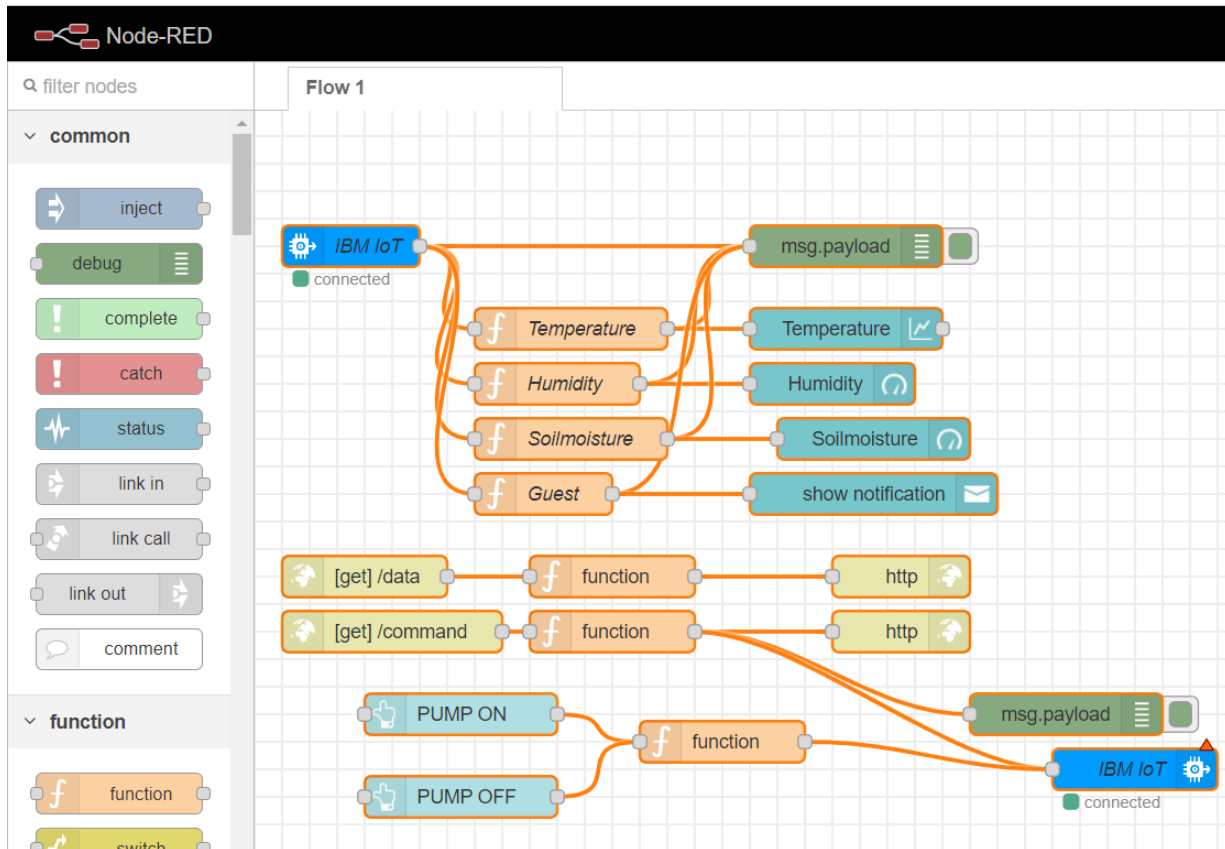 Node-RED
filter nodes
Flow 1
common
inject
debug
complete
catch
status
link in
link call
link out
comment
function
function
switch
IBM IoT
connected
msg.payload
Temperature
Temperature
Humidity
Humidity
Soilmoisture
Soilmoisture
Guest
show notification
[get] /data
function
http
[get] /command
function
http
PUMP ON
function
PUMP OFF
msg.payload
IBM IoT
connected